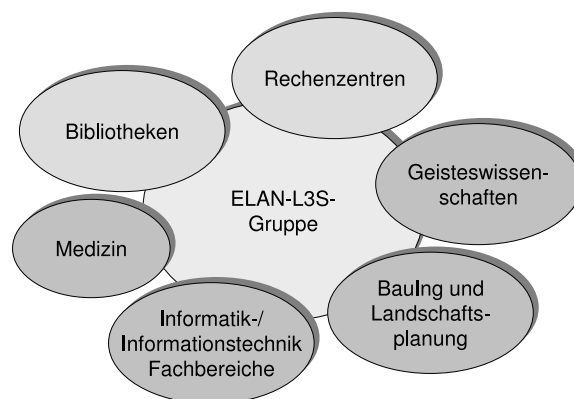 Rechenzentren
Bibliotheken
Geisteswissen-
schaften
ELAN-L3S-
Gruppe
Medizin
BauIng und
Landschafts-
planung
Informatik-/
Informationstechnik
Fachbereiche